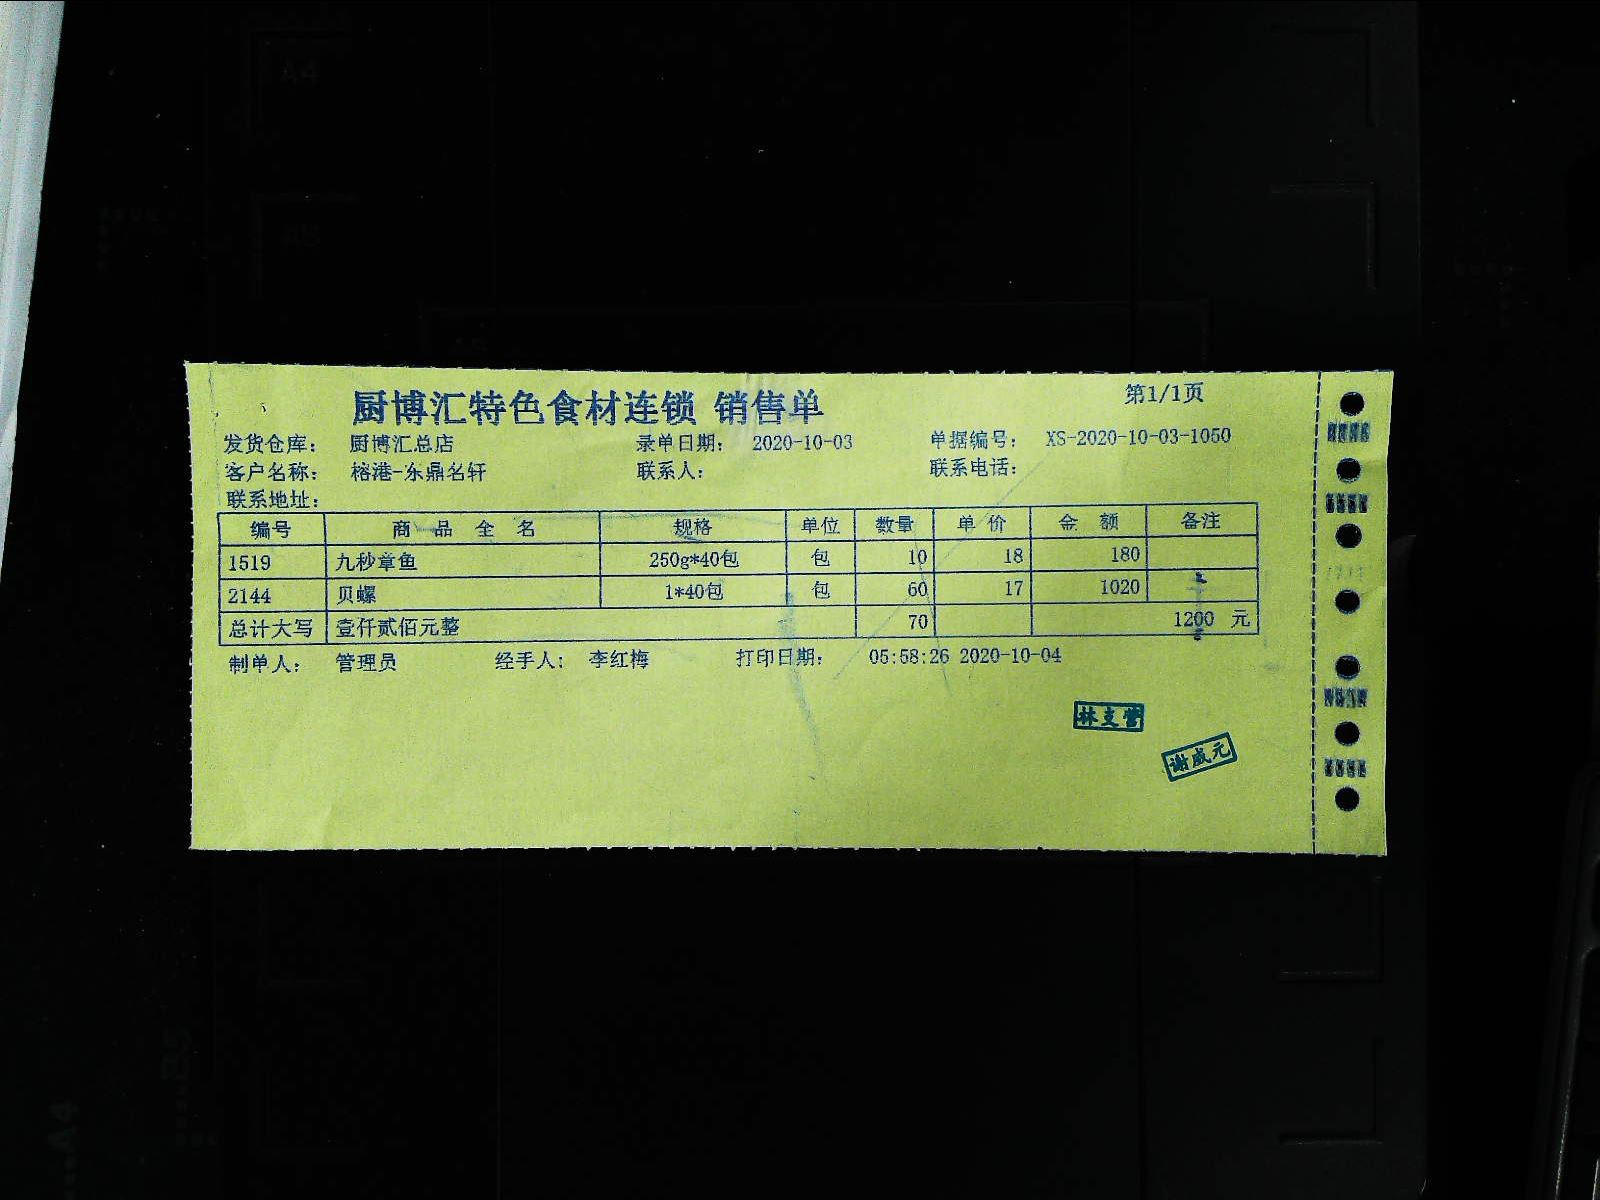 厨博汇特色食材连锁 销售单 第1/1页
发货仓库: 厨博汇总店 录单日期: 2020-10-03 单据编号: XS-2020-10-03-1050
客户名称: 榕港-东鼎名轩 联系人: 联系电话:
联系地址:
编号 商 品 全 名 规格 单位 数量 单 价 金 额 备注
1519 九秒章鱼 250g*40包 包 10 18 180
2144 贝螺 1*40包 包 60 17 1020
总计大写 壹仟贰佰元整 70 1200 元
制单人: 管理员 经手人: 李红梅 打印日期: 05:58:26 2020-10-04
林支雪
谢成元
A4
A4
B5